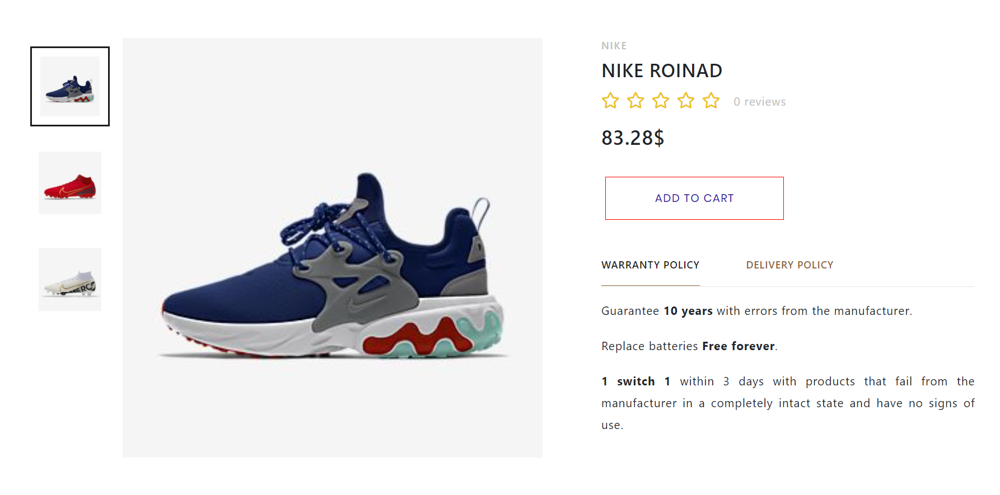 NIKE
NIKE ROINAD
0 reviews
83.28$
ADD TO CART
WARRANTY POLICY
DELIVERY POLICY
Guarantee 10 years with errors from the manufacturer.
Replace batteries Free forever.
1 switch 1 within 3 days with products that fail from the
manufacturer in a completely intact state and have no signs of
use.